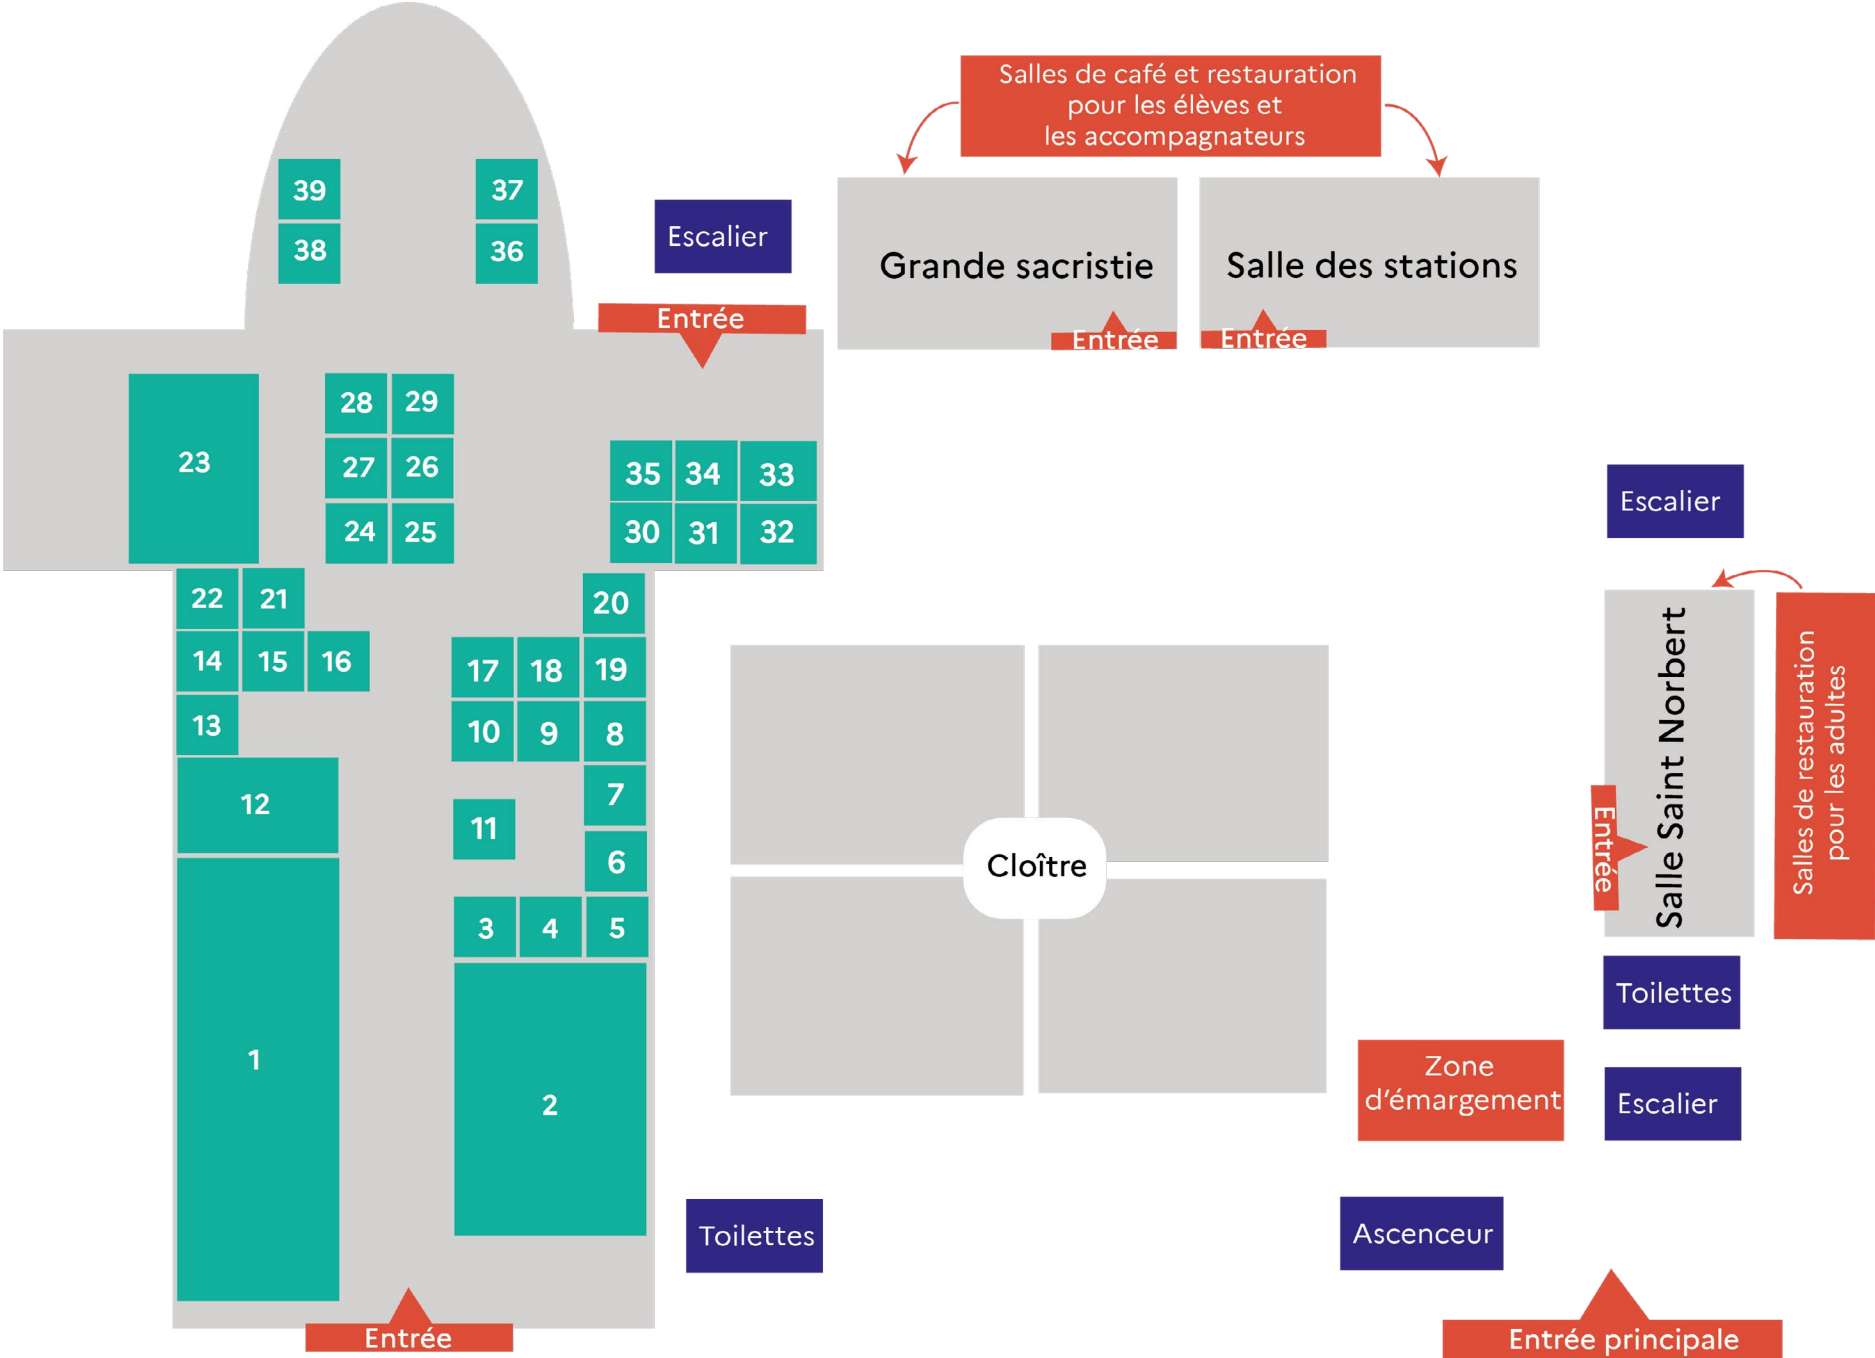 Salles de café et restauration
pour les élèves et
les accompagnateurs
39
37
38
36
Escalier
Grande sacristie
Salle des stations
Entrée
Entrée
Entrée
28
29
23
27
26
24
25
35
34
33
30
31
32
Escalier
22
21
20
14
15
16
17
18
19
13
10
9
8
12
7
11
6
3
4
5
1
2
Cloître
Salle Saint Norbert
Entrée
Salles de restauration
pour les adultes
Toilettes
Zone
d'émargement
Escalier
Toilettes
Ascenceur
Entrée
Entrée principale